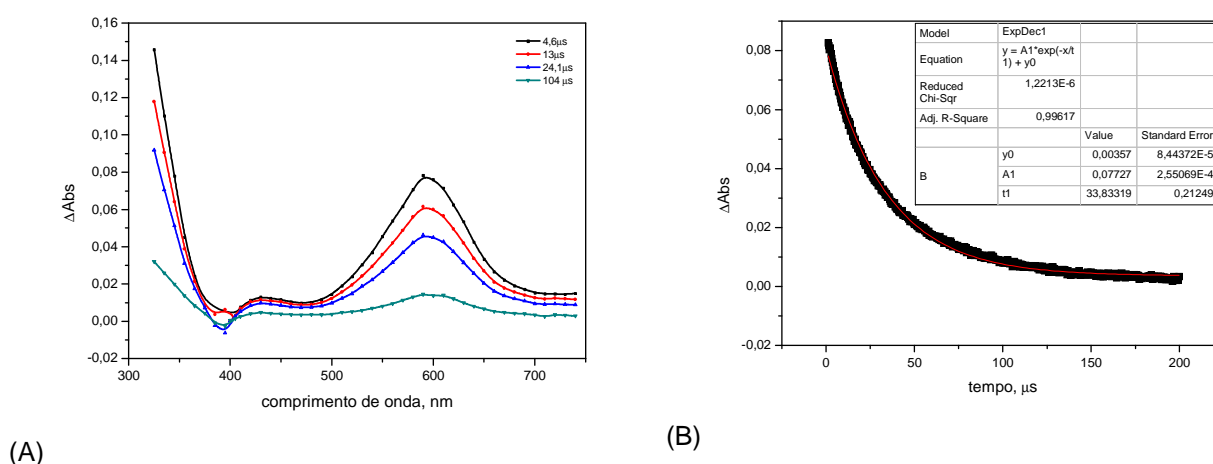 0,16
0,14
0,12
0,10
0,08
0,06
0,04
0,02
0,00
-0,02
300 400 500 600 700
ΔAbs
comprimento de onda, nm
4,6μs
13μs
24,1μs
104 μs
(A)
0,08
0,06
0,04
0,02
0,00
-0,02
0 50 100 150 200
ΔAbs
tempo, μs
Model ExpDec1
Equation y = A1*exp(-x/t
1) + y0
Reduced
Chi-Sqr 1,2213E-6
Adj. R-Square 0,99617
Value Standard Error
B y0 0,00357 8,44372E-5
A1 0,07727 2,55069E-4
t1 33,83319 0,21249
(B)